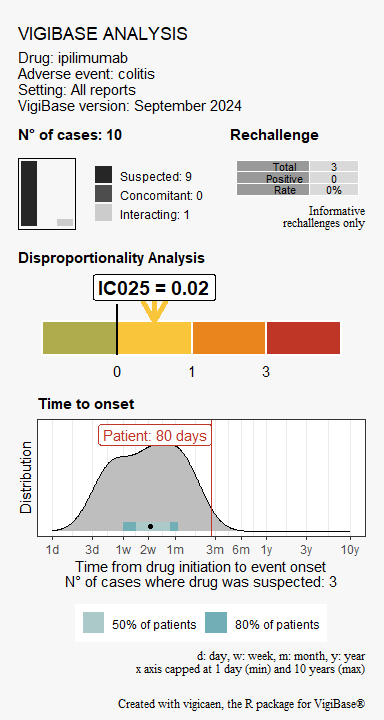 VIGIBASE ANALYSIS
Drug: ipilimumab
Adverse event: colitis
Setting: All reports
VigiBase version: September 2024
N° of cases: 10
Suspected: 9
Concomitant: 0
Interacting: 1
Rechallenge
Total 3
Positive 0
Rate 0%
Informative
rechallenges only
Disproportionality Analysis
IC025 = 0.02
0 1 3
Time to onset
Patient: 80 days
Distribution
1d 3d 1w 2w 1m 3m 6m 1y 3y 10y
Time from drug initiation to event onset
N° of cases where drug was suspected: 3
50% of patients 80% of patients
d: day, w: week, m: month, y: year
x axis capped at 1 day (min) and 10 years (max)
Created with vigicaen, the R package for VigiBase®